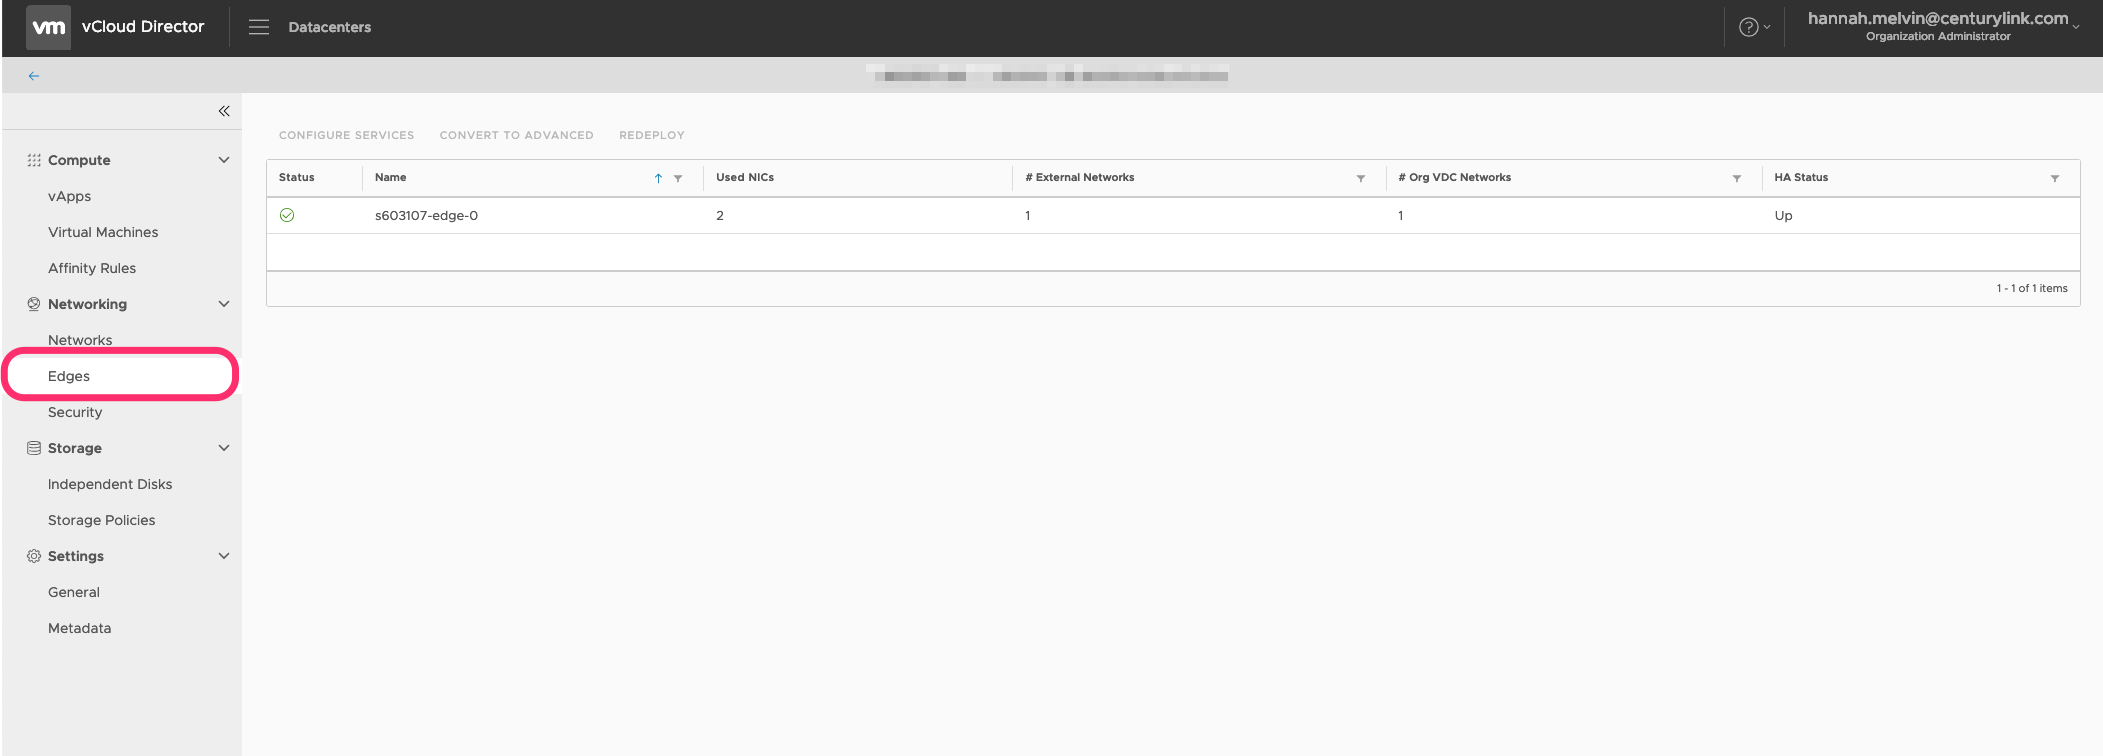 vm vCloud Director Datacenters
hannah.melvin@centurylink.com
Organization Administrator
Compute
vApps
Virtual Machines
Affinity Rules
Networking
Networks
Edges
Security
Storage
Independent Disks
Storage Policies
Settings
General
Metadata
CONFIGURE SERVICES CONVERT TO ADVANCED REDEPLOY
Status Name Used NICs # External Networks # Org VDC Networks HA Status
s603107-edge-0 2 1 1 Up
1 - 1 of 1 items